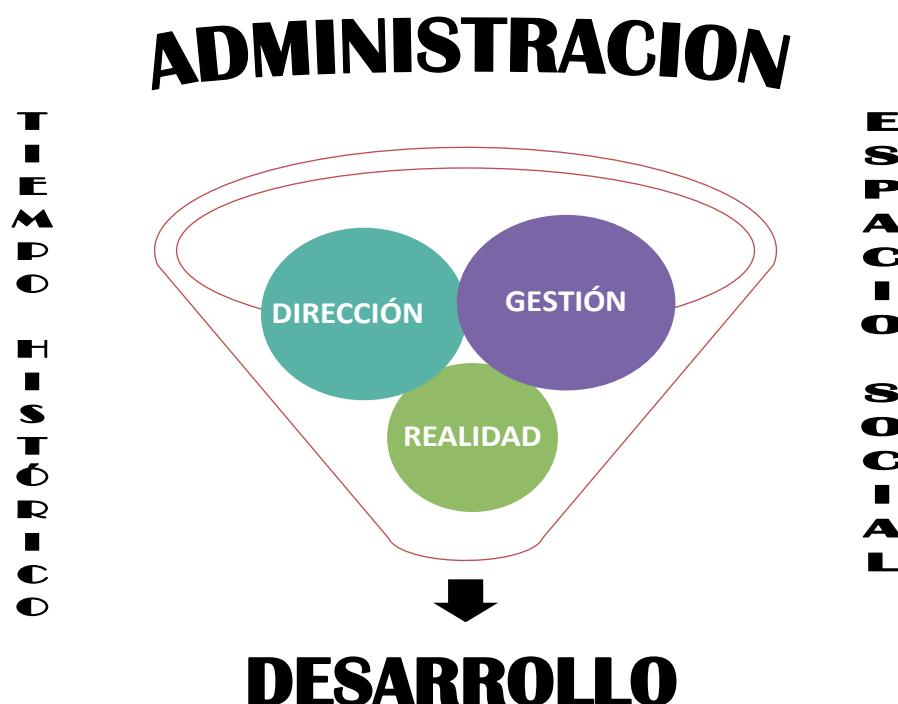 ADMINISTRACION
TIEMPO HISTÓRICO
ESPACIO SOCIAL
DIRECCIÓN
GESTIÓN
REALIDAD
DESARROLLO